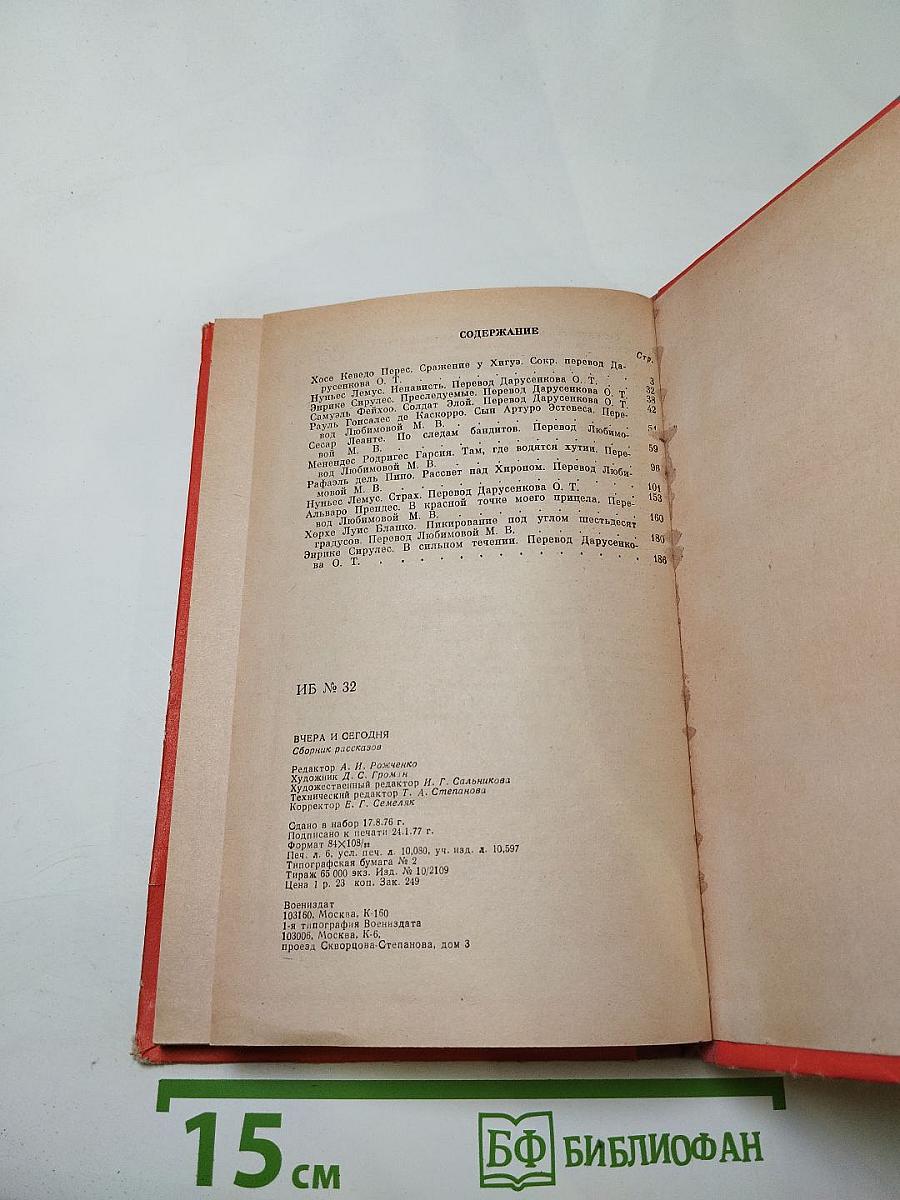 СОДЕРЖАНИЕ
Стр.
Хосе Кеведо Перес. Сражение у Хигуэ. Сокр. перевод Да-
русенкова О. Т. . . . 3
Нуньес Лемус. Ненависть. Перевод Дарусенкова О. Т. . . 32
Энрике Сирулес. Преследуемые. Перевод Дарусенкова О. Т. 38
Самуэль Фейхоо. Солдат Элой. Перевод Дарусенкова О. Т. 42
Рауль Гонсалес де Каскорро. Сын Артуро Эстевеса. Пере-
вод Любимовой М. В. . . . 51
Сесар Леанте. По следам бандитов. Перевод Любимо-
вой М. В. . . . 59
Менендес Родригес Гарсия. Там, где водятся хутии. Пере-
вод Любимовой М. В. . . . 96
Рафаэль дель Пино. Рассвет над Хироном. Перевод Люби-
мовой М. В. . . . 101
Нуньес Лемус. Страх. Перевод Дарусенкова О. Т. . . . 153
Альваро Прендес. В красной точке моего прицела. Пере-
вод Любимовой М. В. . . . 160
Хорхе Луис Бланко. Пикирование под углом шестьдесят
градусов. Перевод Любимовой М. В. . . . 180
Энрике Сирулес. В сильном течении. Перевод Дарусенко-
ва О. Т. . . . 186
ИБ № 32
ВЧЕРА И СЕГОДНЯ
Сборник рассказов
Редактор А. И. Рожченко
Художник Д. С. Громан
Художественный редактор И. Г. Сальникова
Технический редактор Т. А. Степанова
Корректор Е. Г. Семеляк
Сдано в набор 17.8.76 г.
Подписано к печати 24.1.77 г.
Формат 84×108/32
Печ. л. 6, усл. печ. л. 10,080, уч. изд. л. 10,597
Типографская бумага № 2
Тираж 65 000 экз. Изд. № 10/2109
Цена 1 р. 23 коп. Зак. 249
Воениздат
103160, Москва, К-160
1-я типография Воениздата
103006, Москва, К-6,
проезд Скворцова-Степанова, дом 3
15 см
БФ БИБЛИОФАН